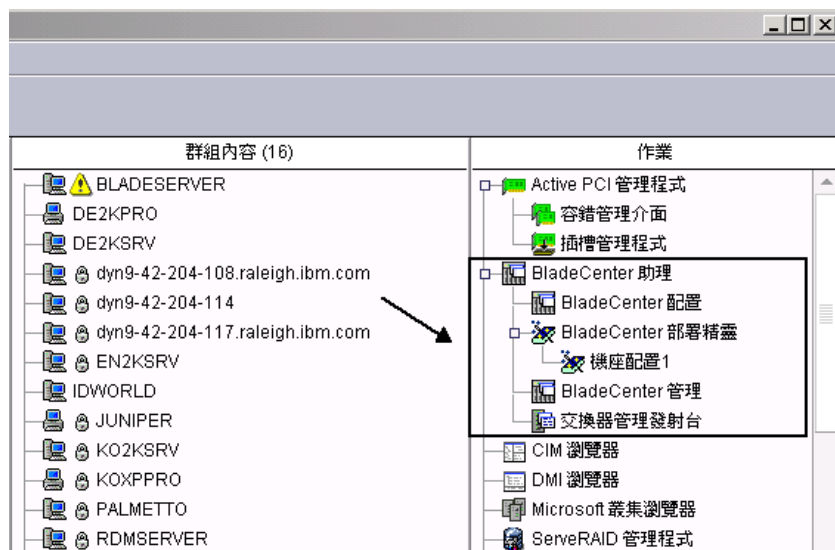 群組內容 (16)
BLADESERVER
DE2KPRO
DE2KSRV
dyn9-42-204-108.raleigh.ibm.com
dyn9-42-204-114
dyn9-42-204-117.raleigh.ibm.com
EN2KSRV
IDWORLD
JUNIPER
KO2KSRV
KOXPPRO
PALMETTO
RDMSERVER
作業
Active PCI 管理程式
容錯管理介面
插槽管理程式
BladeCenter 助理
BladeCenter 配置
BladeCenter 部署精靈
機座配置1
BladeCenter 管理
交換器管理發射台
CIM 瀏覽器
DMI 瀏覽器
Microsoft 叢集瀏覽器
ServeRAID 管理程式